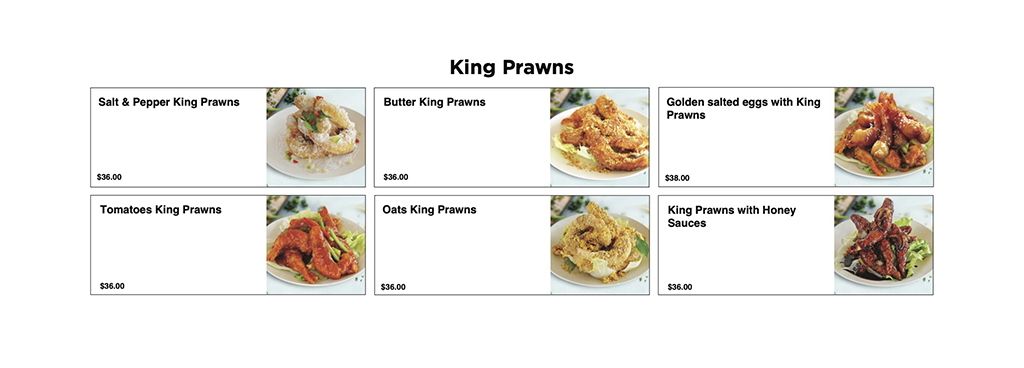 King Prawns
Salt & Pepper King Prawns
$36.00
Butter King Prawns
$36.00
Golden salted eggs with King
Prawns
$38.00
Tomatoes King Prawns
$36.00
Oats King Prawns
$36.00
King Prawns with Honey
Sauces
$36.00